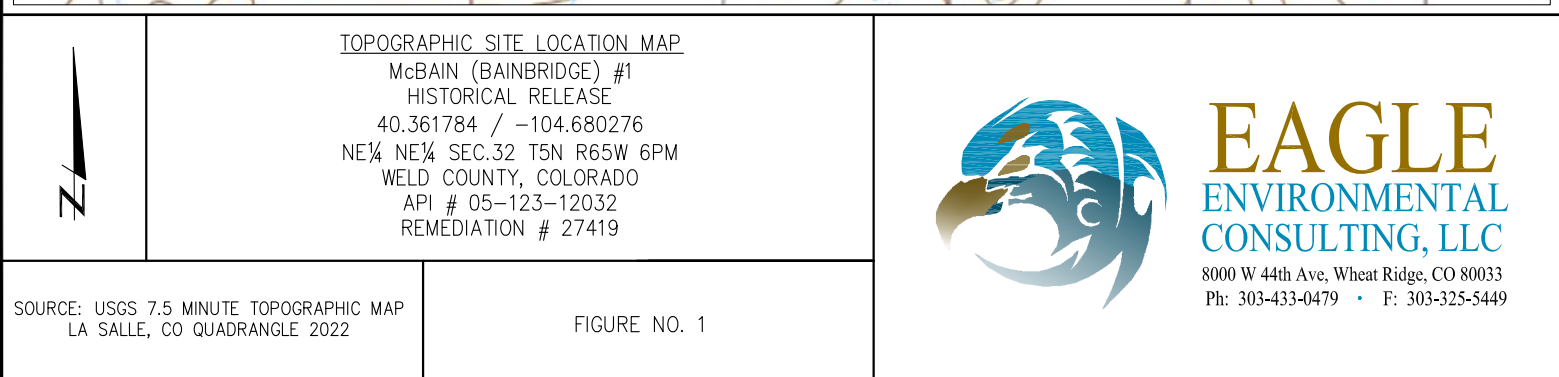 N
TOPOGRAPHIC SITE LOCATION MAP
McBAIN (BAINBRIDGE) #1
HISTORICAL RELEASE
40.361784 / −104.680276
NE¼ NE¼ SEC.32 T5N R65W 6PM
WELD COUNTY, COLORADO
API # 05−123−12032
REMEDIATION # 27419
SOURCE: USGS 7.5 MINUTE TOPOGRAPHIC MAP
LA SALLE, CO QUADRANGLE 2022
FIGURE NO. 1
EAGLE
ENVIRONMENTAL
CONSULTING, LLC
8000 W 44th Ave, Wheat Ridge, CO 80033
Ph: 303-433-0479 • F: 303-325-5449